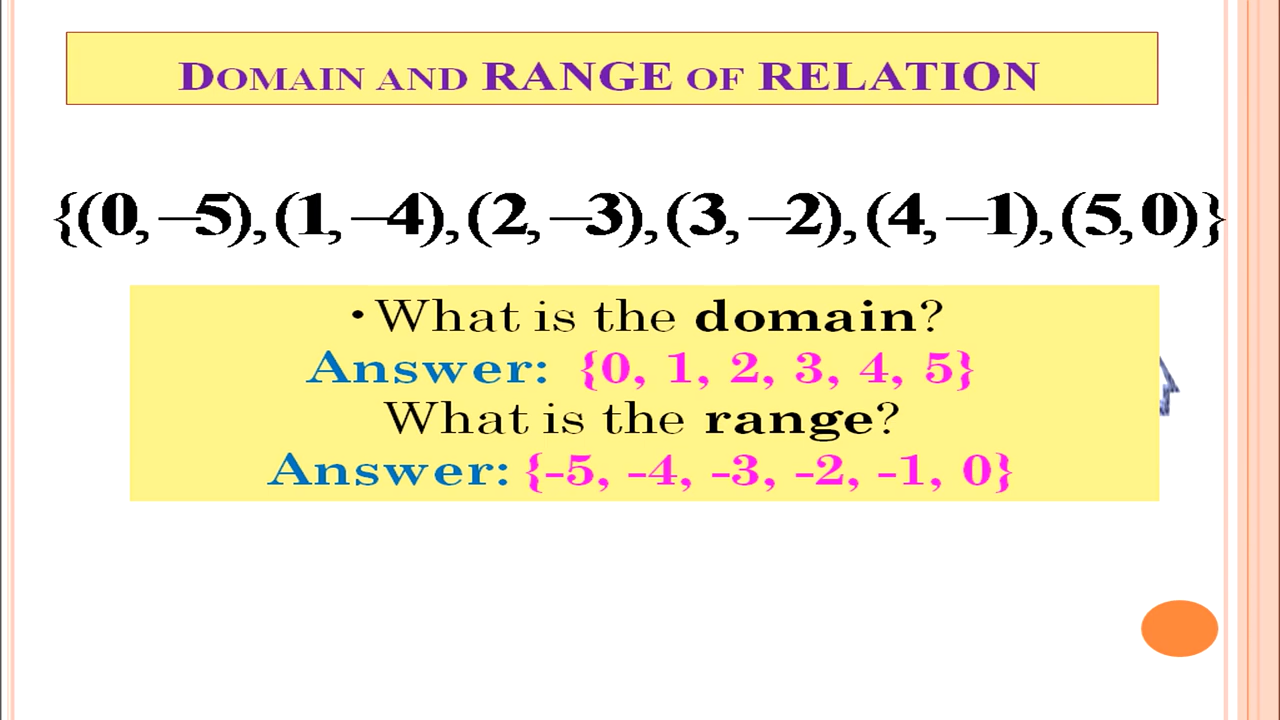 DOMAIN AND RANGE OF RELATION
{(0, –5), (1, –4), (2, –3), (3, –2), (4, –1), (5, 0)}
•What is the domain?
Answer: {0, 1, 2, 3, 4, 5}
What is the range?
Answer: {-5, -4, -3, -2, -1, 0}